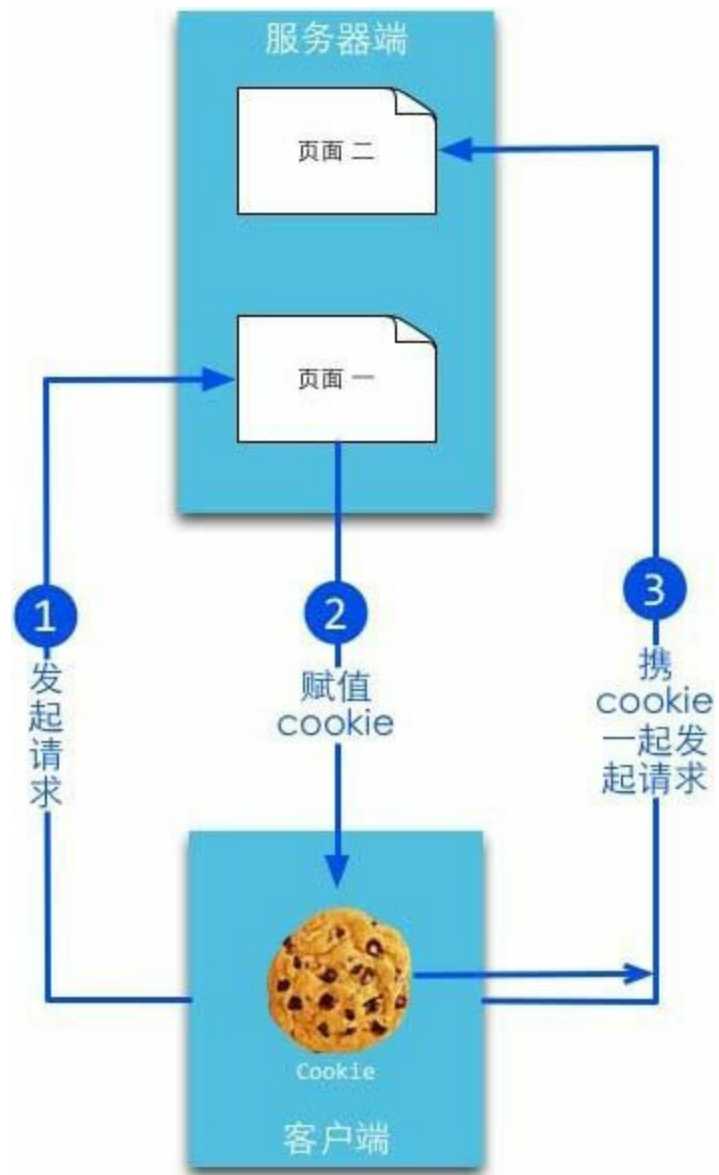 服务器端
页面 二
页面 一
1
发
起
请
求
2
赋值
cookie
3
携
cookie
一起发
起请求
Cookie
客户端